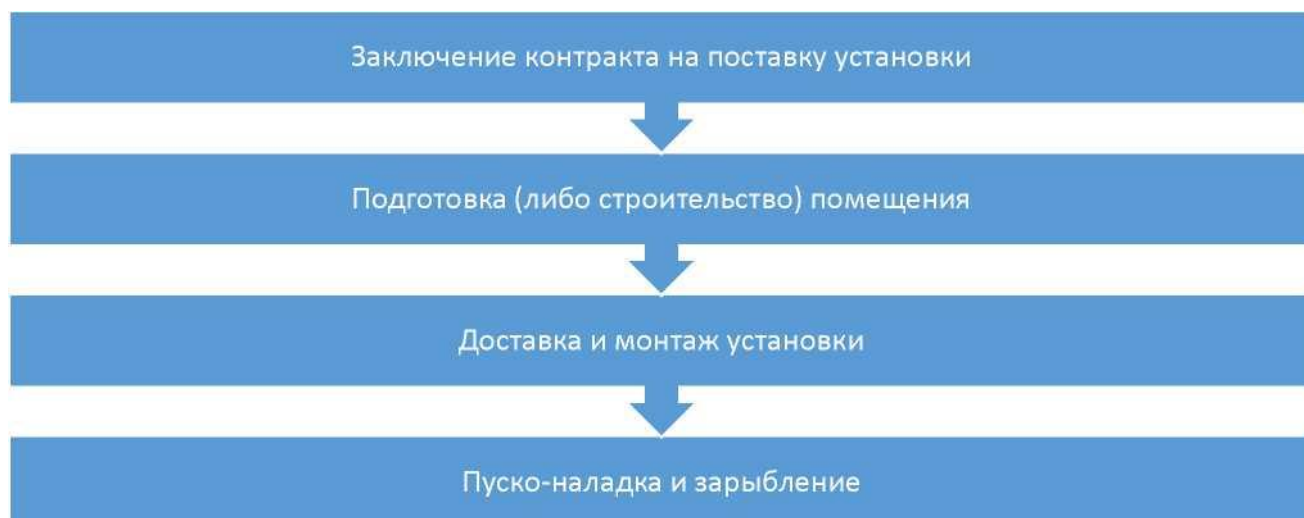 Заключение контракта на поставку установки
Подготовка (либо строительство) помещения
Доставка и монтаж установки
Пуско-наладка и зарыбление